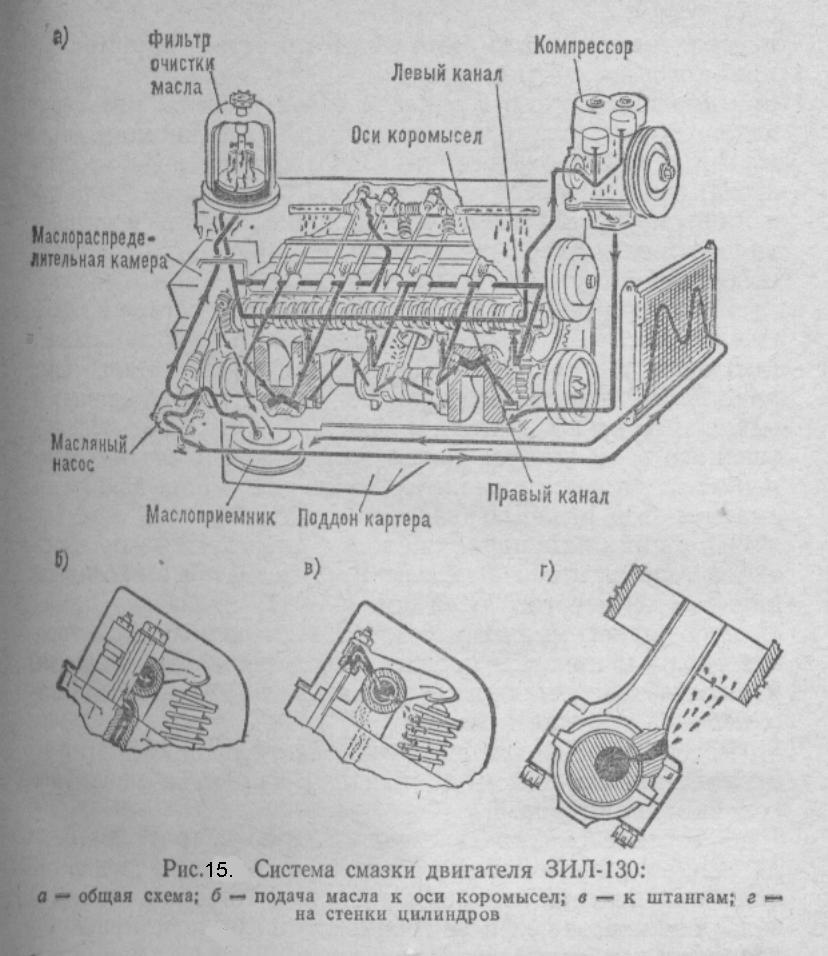 а)
Фильтр
очистки
масла
Компрессор
Левый канал
Оси коромысел
Маслораспреде-
лительная камера
Масляный
насос
Маслоприемник
Поддон картера
Правый канал
б)
в)
г)
Рис.15. Система смазки двигателя ЗИЛ-130:
а — общая схема; б — подача масла к оси коромысел; в — к штангам; г —
на стенки цилиндров